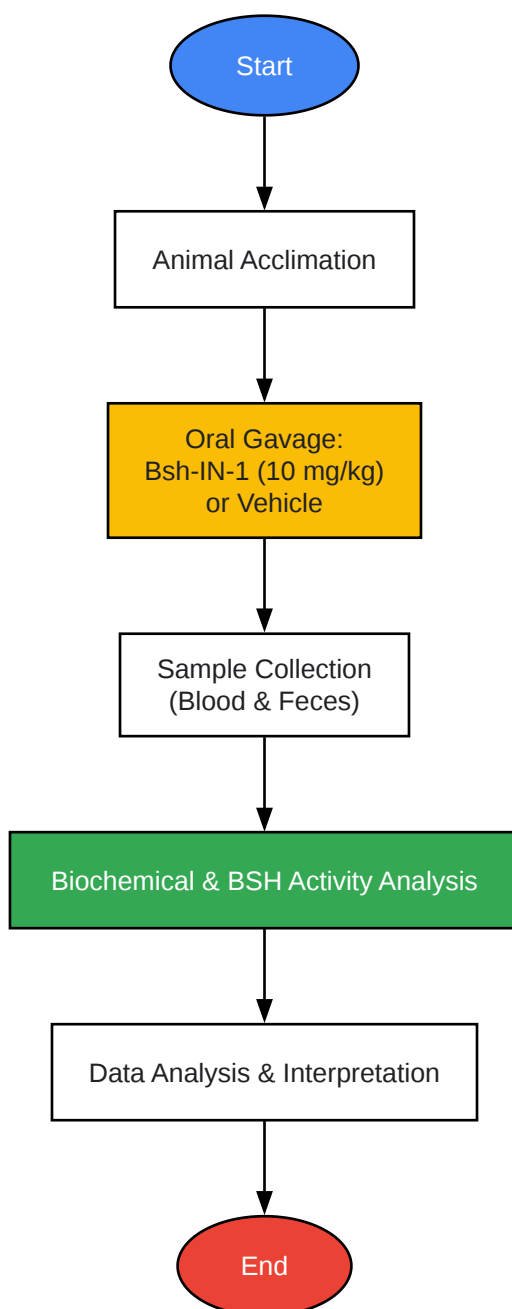 Start
Animal Acclimation
Oral Gavage:
Bsh-IN-1 (10 mg/kg)
or Vehicle
Sample Collection
(Blood & Feces)
Biochemical & BSH Activity Analysis
Data Analysis & Interpretation
End